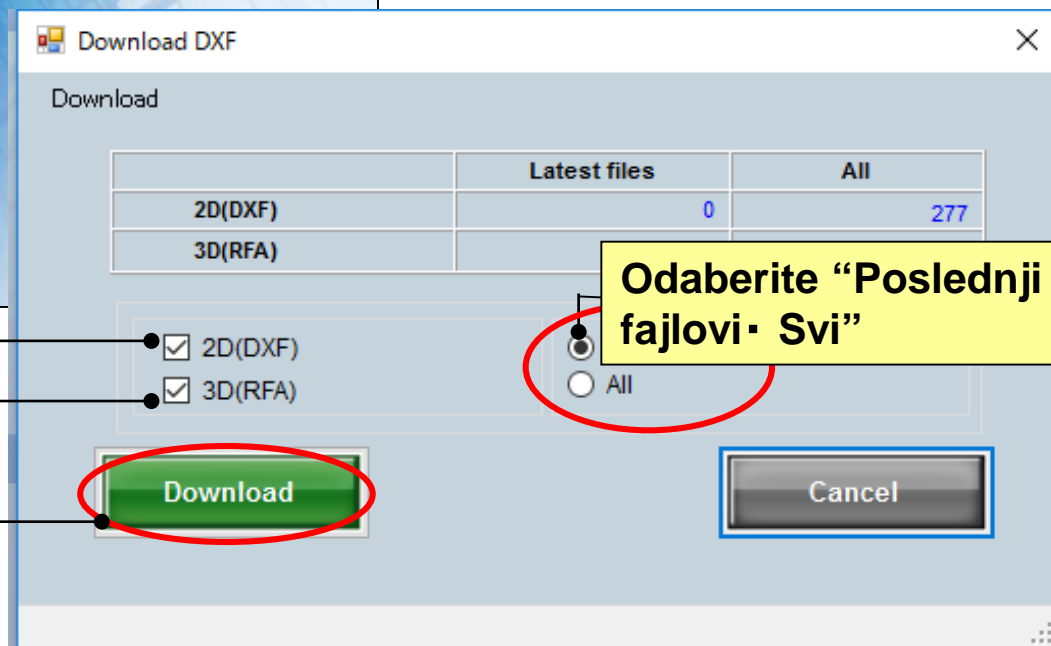 Download DXF
Download
Latest files All
2D(DXF) 0 277
3D(RFA)
Odaberite “Poslednji
fajlovi・ Svi”
2D(DXF)
3D(RFA) All
Download Cancel